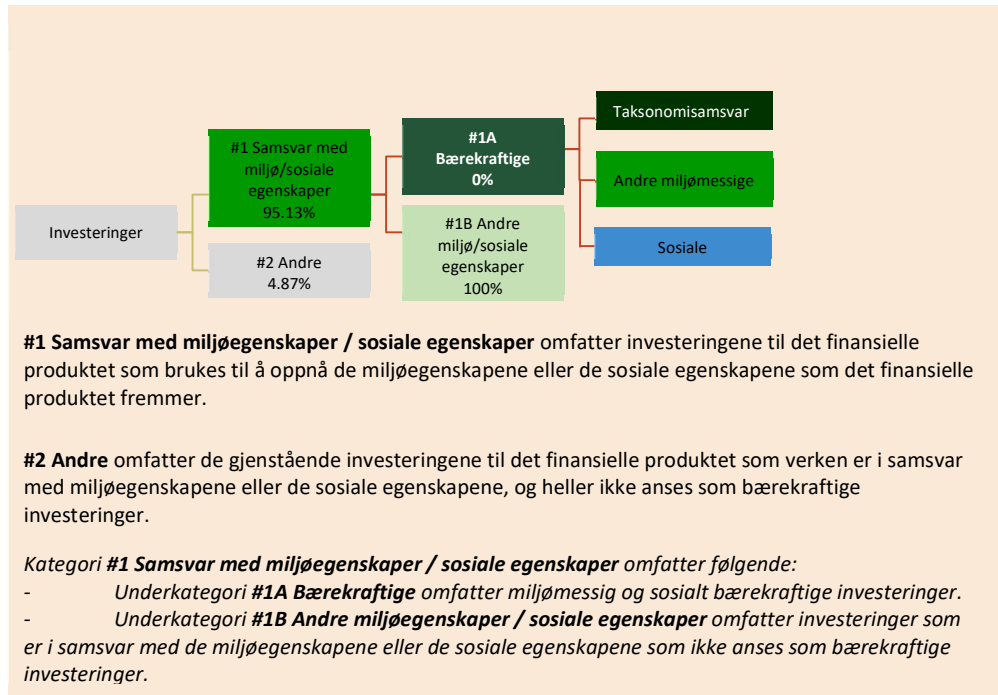 Investeringer
#1 Samsvar med
miljø/sosiale
egenskaper
95.13%
#2 Andre
4.87%
#1A
Bærekraftige
0%
#1B Andre
miljø/sosiale
egenskaper
100%
Taksonomisamsvar
Andre miljømessige
Sosiale
#1 Samsvar med miljøegenskaper / sosiale egenskaper omfatter investeringene til det finansielle
produktet som brukes til å oppnå de miljøegenskapene eller de sosiale egenskapene som det finansielle
produktet fremmer.
#2 Andre omfatter de gjenstående investeringene til det finansielle produktet som verken er i samsvar
med miljøegenskapene eller de sosiale egenskapene, og heller ikke anses som bærekraftige
investeringer.
Kategori #1 Samsvar med miljøegenskaper / sosiale egenskaper omfatter følgende:
- Underkategori #1A Bærekraftige omfatter miljømessig og sosialt bærekraftige investeringer.
- Underkategori #1B Andre miljøegenskaper / sosiale egenskaper omfatter investeringer som
er i samsvar med de miljøegenskapene eller de sosiale egenskapene som ikke anses som bærekraftige
investeringer.